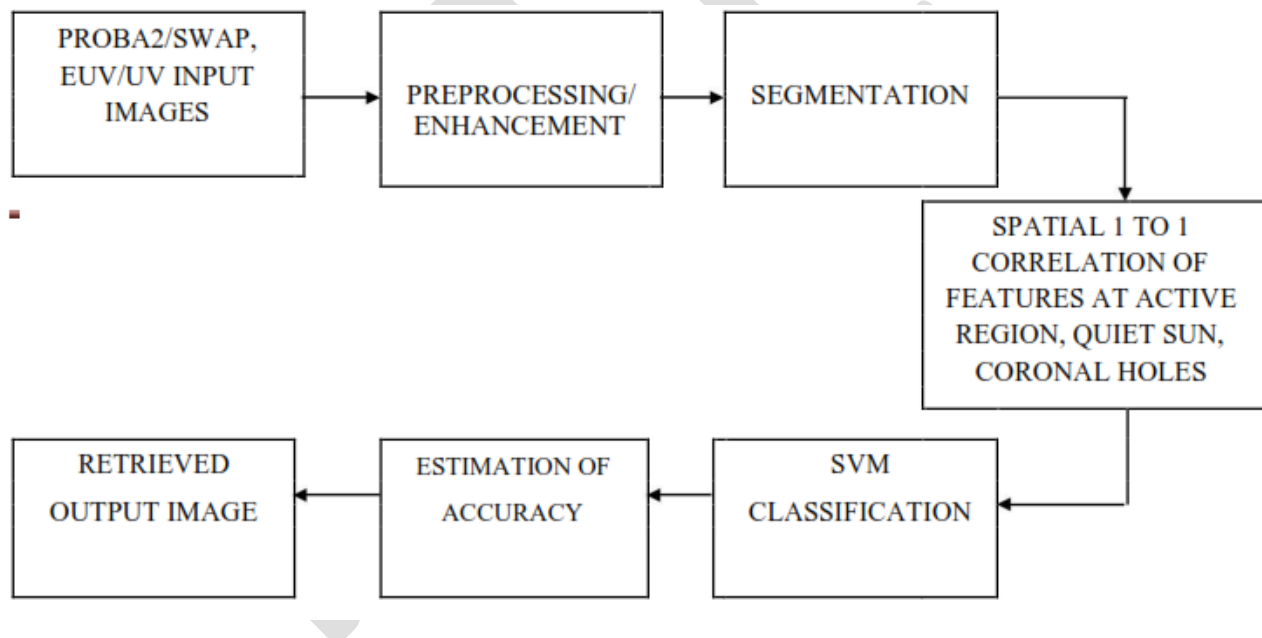 PROBA2/SWAP,
EUV/UV INPUT
IMAGES
PREPROCESSING/
ENHANCEMENT
SEGMENTATION
SPATIAL 1 TO 1
CORRELATION OF
FEATURES AT ACTIVE
REGION, QUIET SUN,
CORONAL HOLES
SVM
CLASSIFICATION
ESTIMATION OF
ACCURACY
RETRIEVED
OUTPUT IMAGE